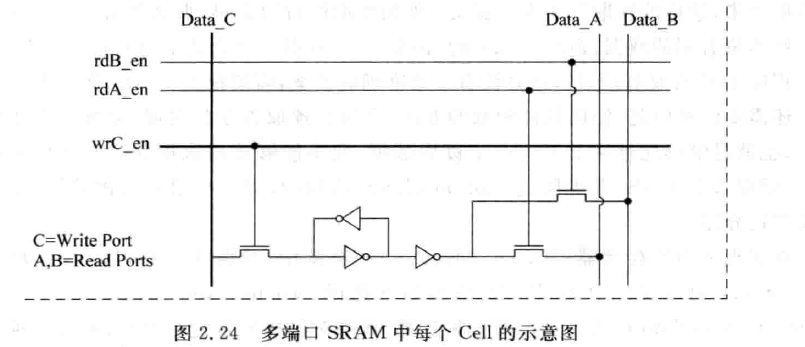 Data_C
Data_A
Data_B
rdB_en
rdA_en
wrC_en
C=Write Port
A,B=Read Ports
图 2.24 多端口 SRAM 中每个 Cell 的示意图